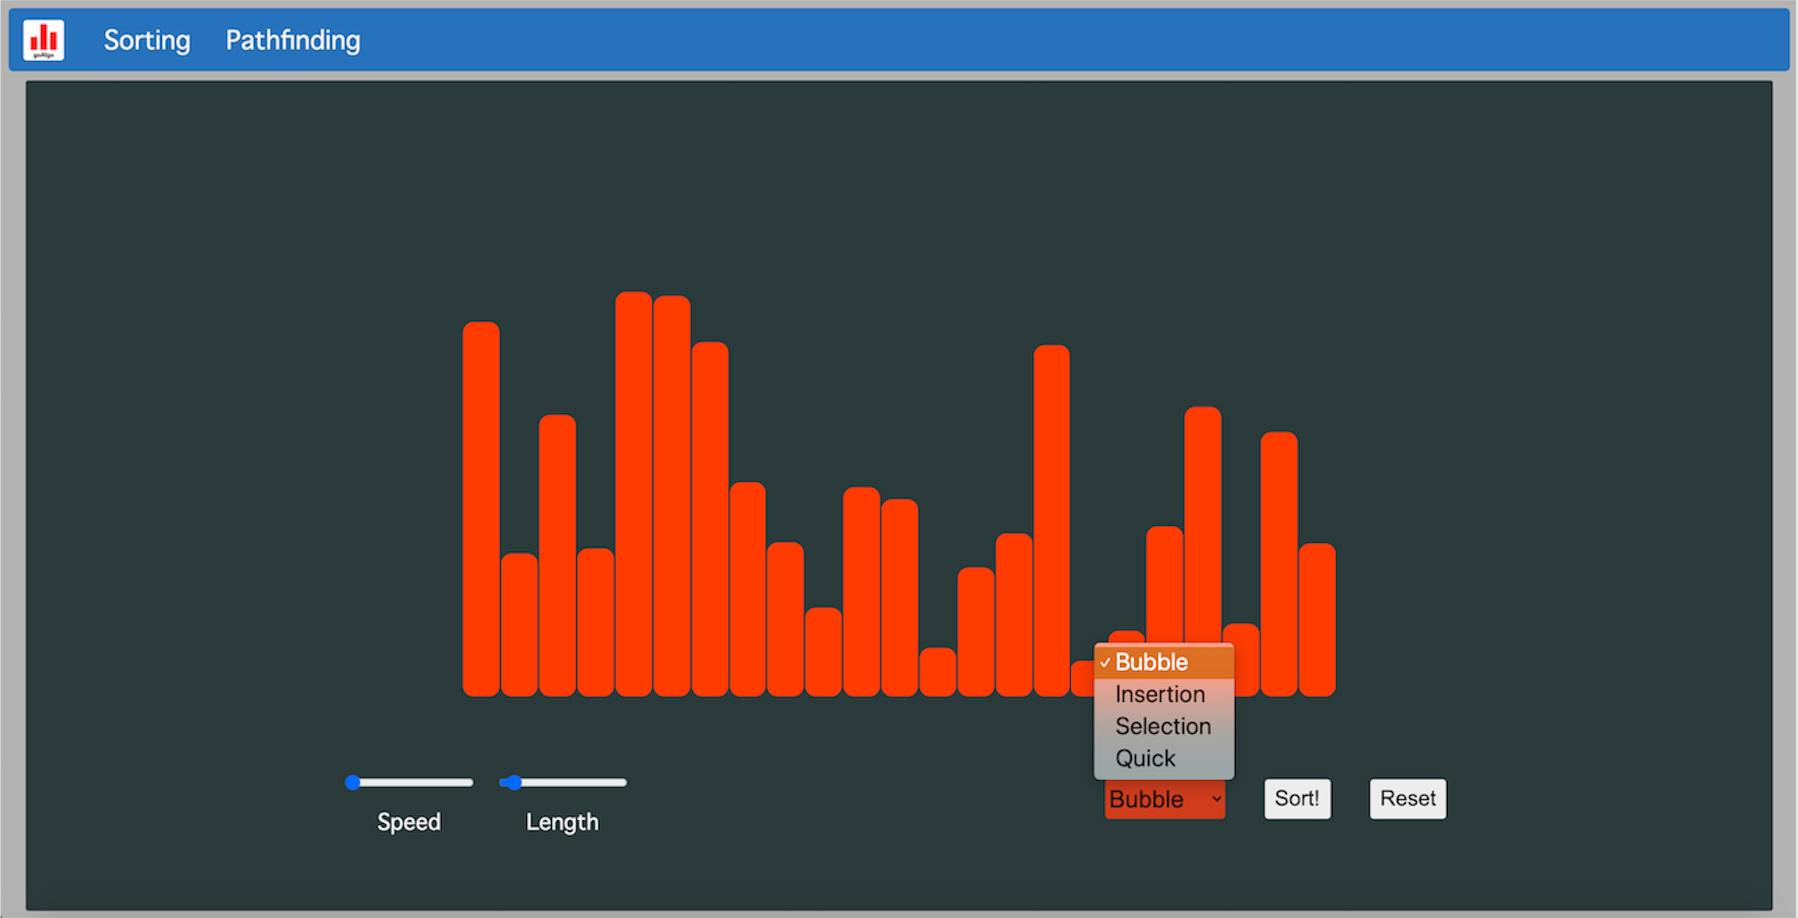 Sorting Pathfinding
✓ Bubble
Insertion
Selection
Quick
Bubble
Sort!
Reset
Speed
Length